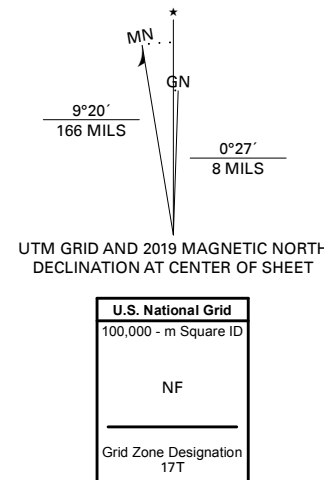 ★
MN
GN
9°20´
166 MILS
0°27´
8 MILS
UTM GRID AND 2019 MAGNETIC NORTH
DECLINATION AT CENTER OF SHEET
U.S. National Grid
100,000 - m Square ID
NF
Grid Zone Designation
17T